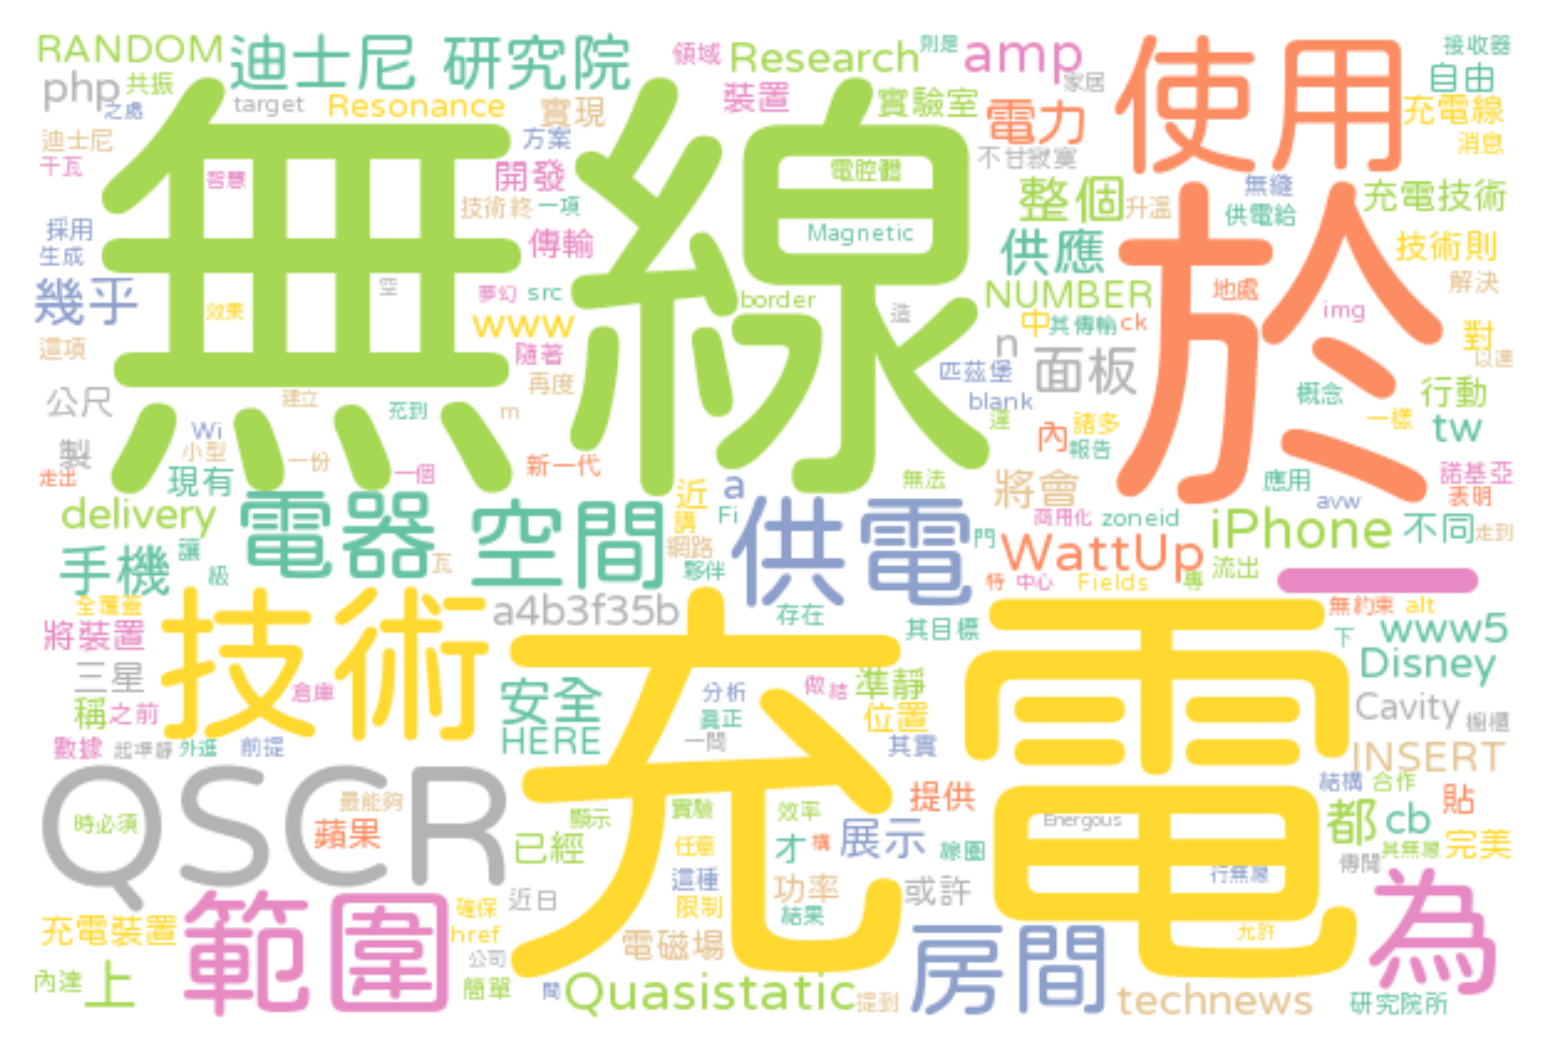 RANDOM
迪士尼 研究院
領域
Research
則是
amp
使用
接收器
php
共振
之處
target
Resonance
實現
裝置
實驗室
家居
電力
自由
充電線
迪士尼
千瓦
智慧
方案
開發
電腔體
不甘寂寞
消息
無線
技術終
一項
整個
升溫
無縫
供電給
充電技術
採用
生成
傳輸
Magnetic
供應
於
技術則
幾乎
效果
空
夢幻
src
border
造
NUMBER
地處
解決
www
中
其傳輸
ck
img
這項
隨著
n
面板
對
以達
公尺
建立
充到
再度
m
匹茲堡
blank
概念
行動
Wi
小型
製
達
內
諸多
報告
一樣
tw
走出
現有
一份
一個
新一代
近
a
無法
將會
應用
諾基亞
表明
avw
delivery
電器
空間
講
Fi
供電
門
商用化
zoneid
iPhone
不同
走到
手機
讓
級
瓦
網路
夥伴
WattUp
特
中心
Fields
專
流出
全覆蓋
技術
a4b3f35b
充電
存在
其目標
無約束
alt
將裝置
下
www5
三星
倉庫
安全
分析
做
結
準靜
Disney
稱
之前
真正
位置
Cavity
櫥櫃
數據
起準靜
外進
前提
HERE
一間
其實
INSERT
QSCR
時必須
最能夠
蘋果
顯示
實驗
效率
提供
Energous
結構
合作
貼
已經
任意
才
構
展示
線圈
都
cb
其無線
完美
傳聞
這種
功率
或許
行無線
範圍
確保
近日
限制
結果
為
充電裝置
href
電磁場
房間
允許
內達
上
公司
簡單
間
Quasistatic
提到
technews
研究院所